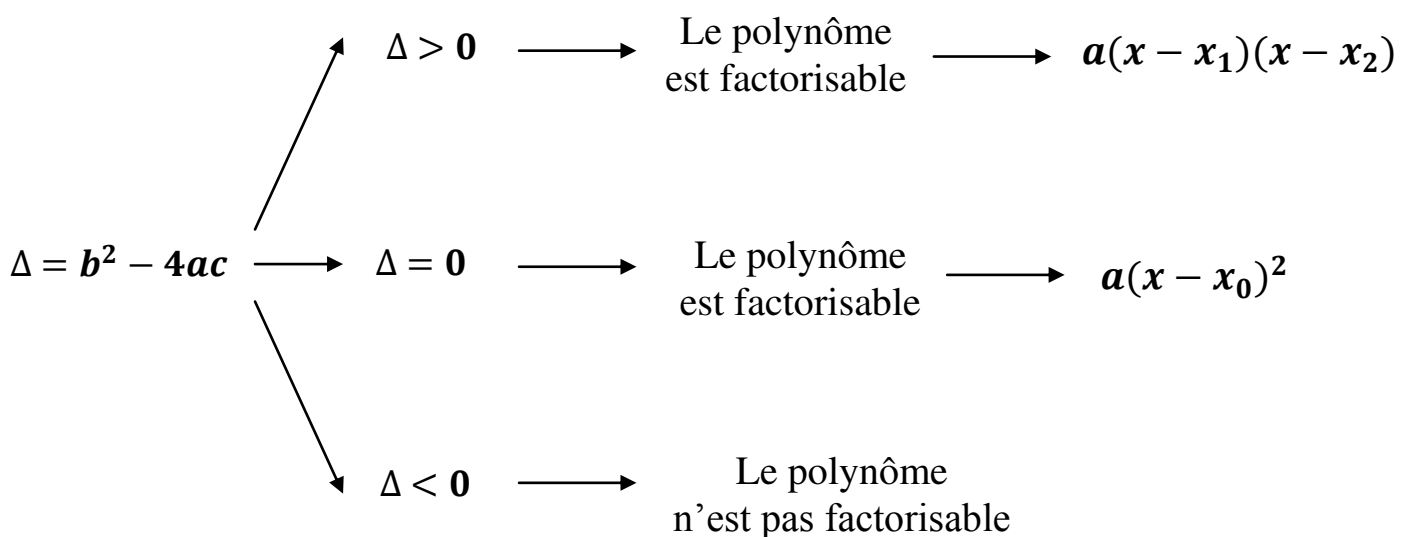 Δ > 0
Le polynôme
est factorisable
a(x − x₁)(x − x₂)
Δ = b² − 4ac
Δ = 0
Le polynôme
est factorisable
a(x − x₀)²
Δ < 0
Le polynôme
n’est pas factorisable